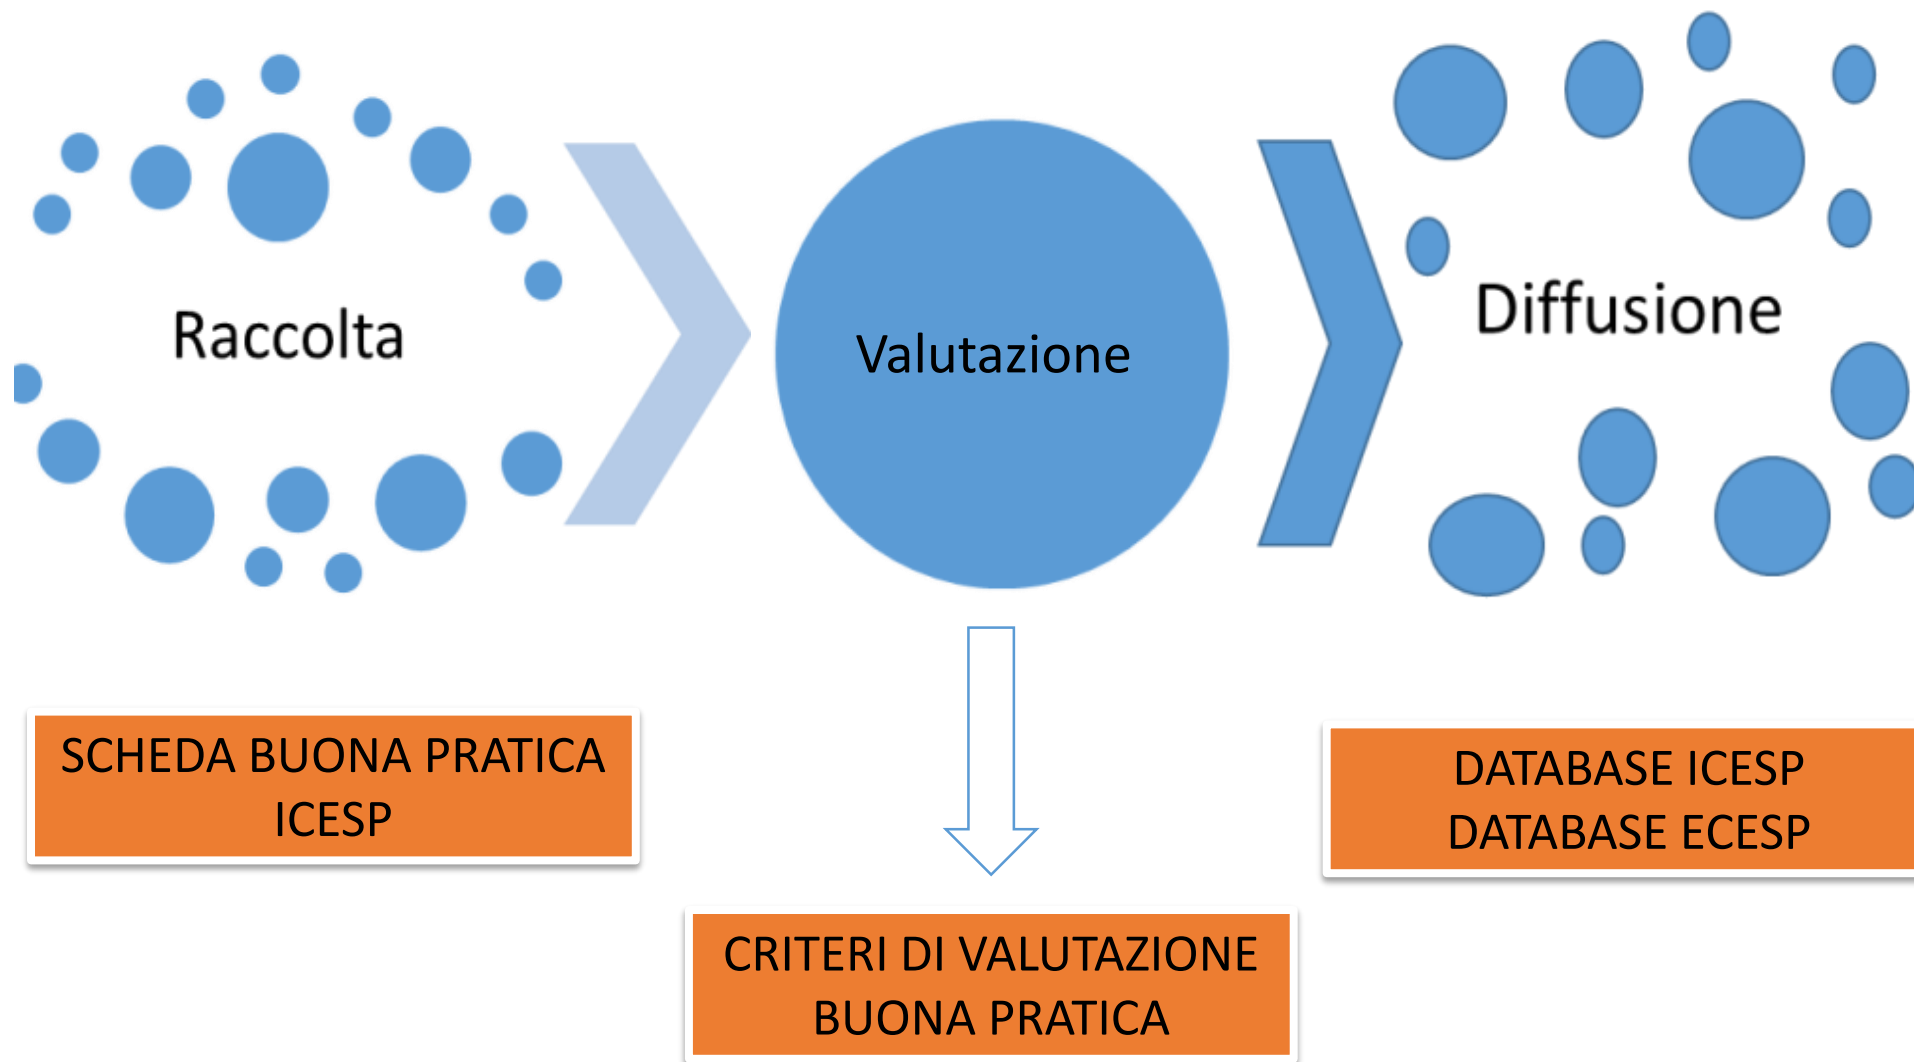 Raccolta
Valutazione
Diffusione
SCHEDA BUONA PRATICA
ICESP
DATABASE ICESP
DATABASE ECESP
CRITERI DI VALUTAZIONE
BUONA PRATICA